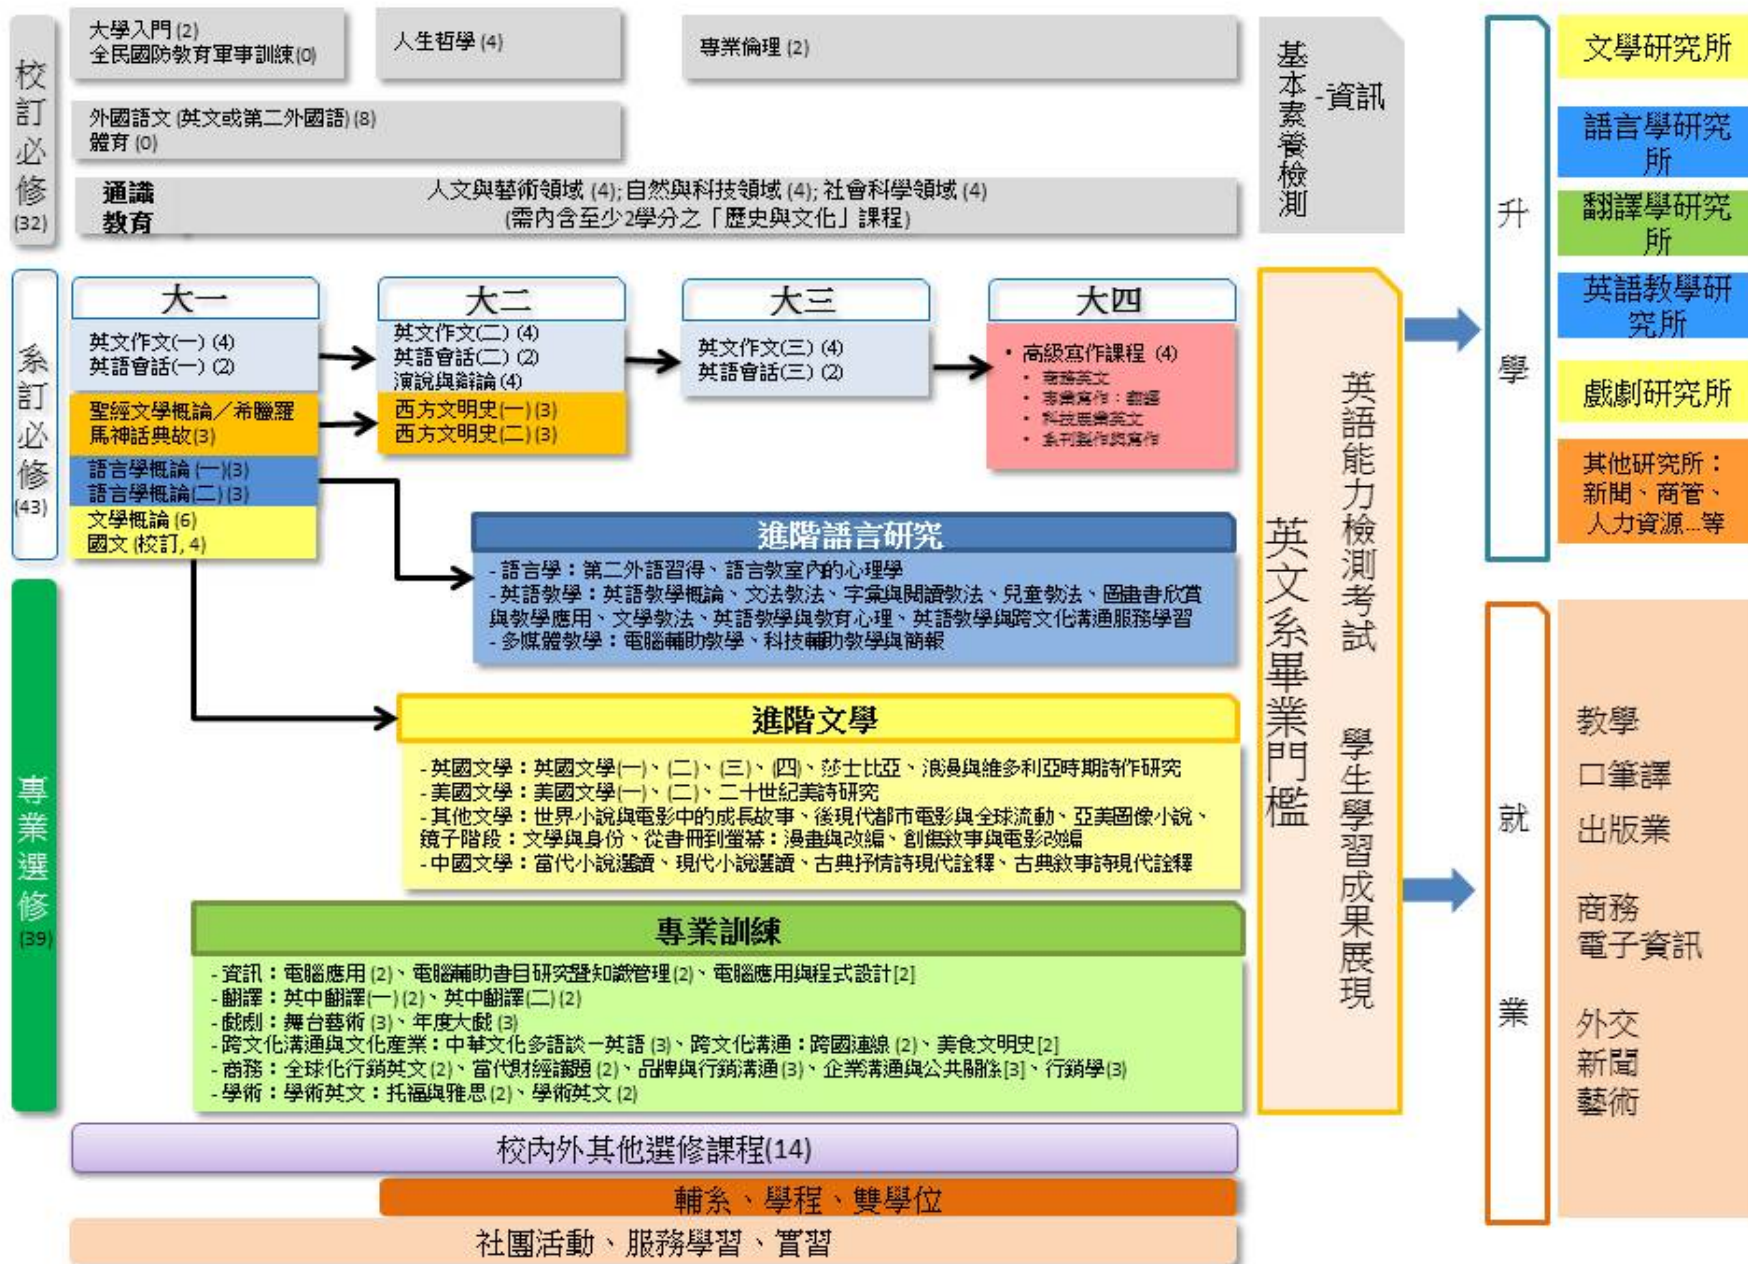 校訂必修
(32)
大學入門 (2)
全民國防教育軍事訓練(0)
人生哲學 (4)
專業倫理 (2)
外國語文 (英文或第二外國語) (8)
體育 (0)
通識
教育
人文與藝術領域 (4); 自然與科技領域 (4); 社會科學領域 (4)
(需內含至少2學分之「歷史與文化」課程)
基本素養檢測
-資訊
系訂必修
(43)
大一
英文作文(一) (4)
英語會話(一) (2)
聖經文學概論／希臘羅
馬神話典故(3)
語言學概論 (一)(3)
語言學概論(二) (3)
文學概論 (6)
國文 (校訂, 4)
大二
英文作文(二) (4)
英語會話(二) (2)
演說與辯論 (4)
西方文明史(一) (3)
西方文明史(二) (3)
大三
英文作文(三) (4)
英語會話(三) (2)
大四
• 高級寫作課程 (4)
• 商務英文
• 專業寫作：翻譯
• 科技展業英文
• 系刊製作與寫作
進階語言研究
- 語言學：第二外語習得、語言教室內的心理學
- 英語教學：英語教學概論、文法教法、字彙與閱讀教法、兒童教法、圖畫書欣賞
與教學應用、文學教法、英語教學與教育心理、英語教學與跨文化溝通服務學習
- 多媒體教學：電腦輔助教學、科技輔助教學與簡報
專業選修
(39)
進階文學
- 英國文學：英國文學(一)、(二)、(三)、(四)、莎士比亞、浪漫與維多利亞時期詩作研究
- 美國文學：美國文學(一)、(二)、二十世紀美詩研究
- 其他文學：世界小說與電影中的成長故事、後現代都市電影與全球流動、亞美圖像小說、
鏡子階段：文學與身份、從書冊到螢幕：漫畫與改編、創傷敘事與電影改編
- 中國文學：當代小說選讀、現代小說選讀、古典抒情詩現代詮釋、古典敘事詩現代詮釋
專業訓練
- 資訊：電腦應用 (2)、電腦輔助書目研究暨知識管理(2)、電腦應用與程式設計[2]
- 翻譯：英中翻譯(一) (2)、英中翻譯(二) (2)
- 戲劇：舞台藝術 (3)、年度大戲 (3)
- 跨文化溝通與文化產業：中華文化多語談－英語 (3)、跨文化溝通：跨國連線 (2)、美食文明史[2]
- 商務：全球化行銷英文 (2)、當代財經議題 (2)、品牌與行銷溝通 (3)、企業溝通與公共關係[3]、行銷學(3)
- 學術：學術英文：托福與雅思 (2)、學術英文 (2)
校內外其他選修課程(14)
輔系、學程、雙學位
社團活動、服務學習、實習
英文系畢業門檻
英語能力檢測考試
學生學習成果展現
升學
文學研究所
語言學研究
所
翻譯學研究
所
英語教學研
究所
戲劇研究所
其他研究所：
新聞、商管、
人力資源...等
就業
教學
口筆譯
出版業
商務
電子資訊
外交
新聞
藝術